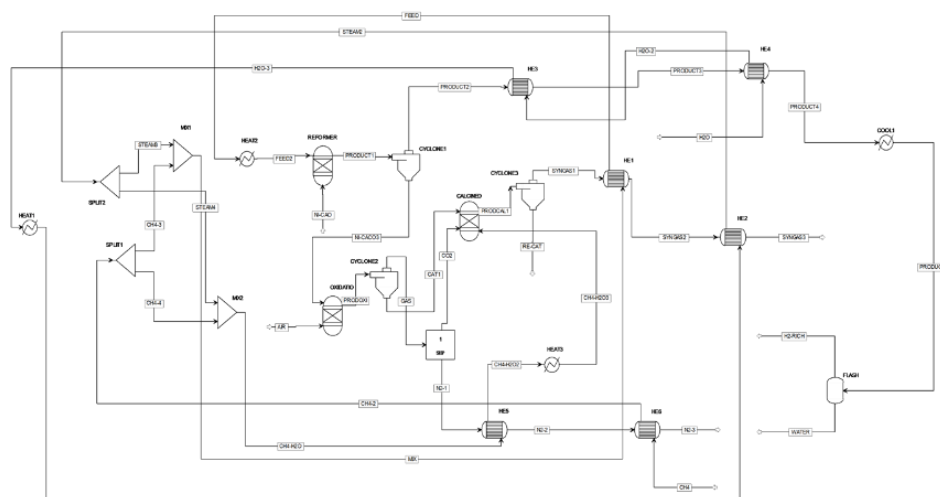 FEED
STEAM2
HE4
H2O-3
H2O-2
HE3
PRODUCT3
PRODUCT2
PRODUCT4
MIX1
STEAM3
HEAT2
REFORMER
H2O
COOL1
FEED2
PRODUCT1
CYCLONE1
CYCLONE3
SYNGAS1
HE1
SPLIT2
CALCINED
PRODCAL1
STEAM4
HEAT1
NI-CAO
HE2
CH4-3
SPLIT1
NI-CACO3
SYNGAS2
SYNGAS3
CO2
RE-CAT
CYCLONE2
PRODUC
OXIDATIO
PRODOXI
CAT1
CH4-4
MIX2
GAS
CH4-H2O3
AIR
1
SEP
H2-RICH
CH4-H2O2
HEAT3
FLASH
N2-1
CH4-2
HE5
HE6
N2-2
N2-3
WATER
CH4-H2O
MIX
CH4